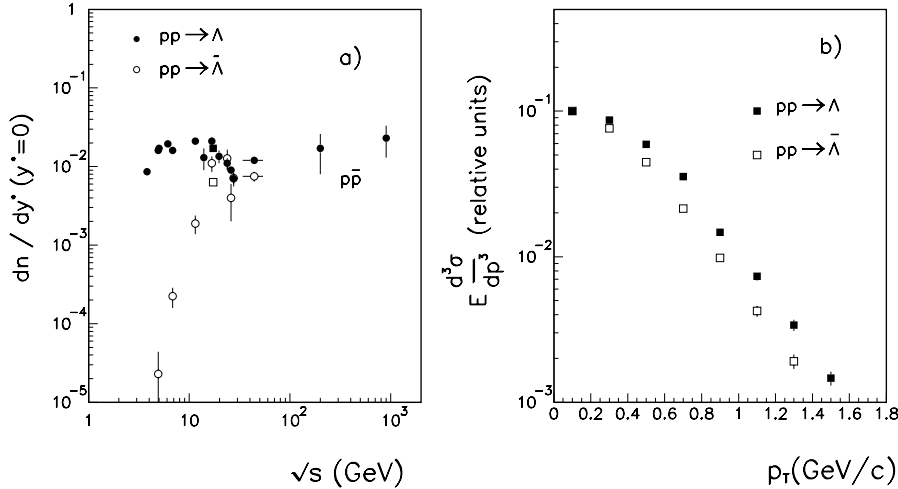 1
10⁻¹
10⁻²
10⁻³
10⁻⁴
10⁻⁵
dn / dy* (y*=0)
pp→Λ
pp→Λ̄
a)
pp̄
1
10
10²
10³
√s (GeV)
10⁻¹
10⁻²
10⁻³
E d³σ/dp³ (relative units)
b)
pp→Λ
pp→Λ̄
0 0.2 0.4 0.6 0.8 1 1.2 1.4 1.6 1.8
p_T(GeV/c)